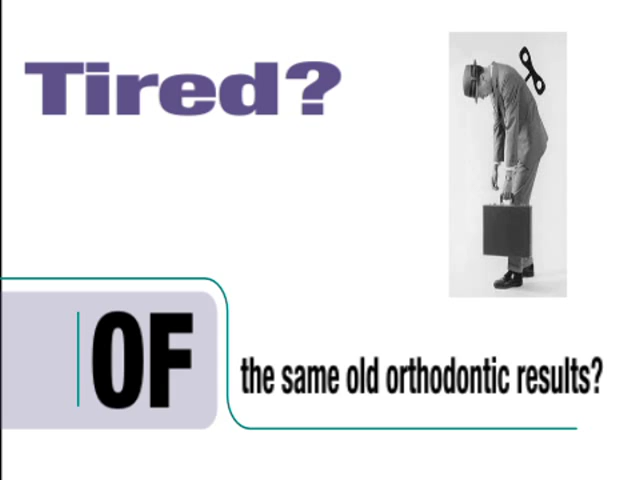 Tired?
OF
the same old orthodontic results?